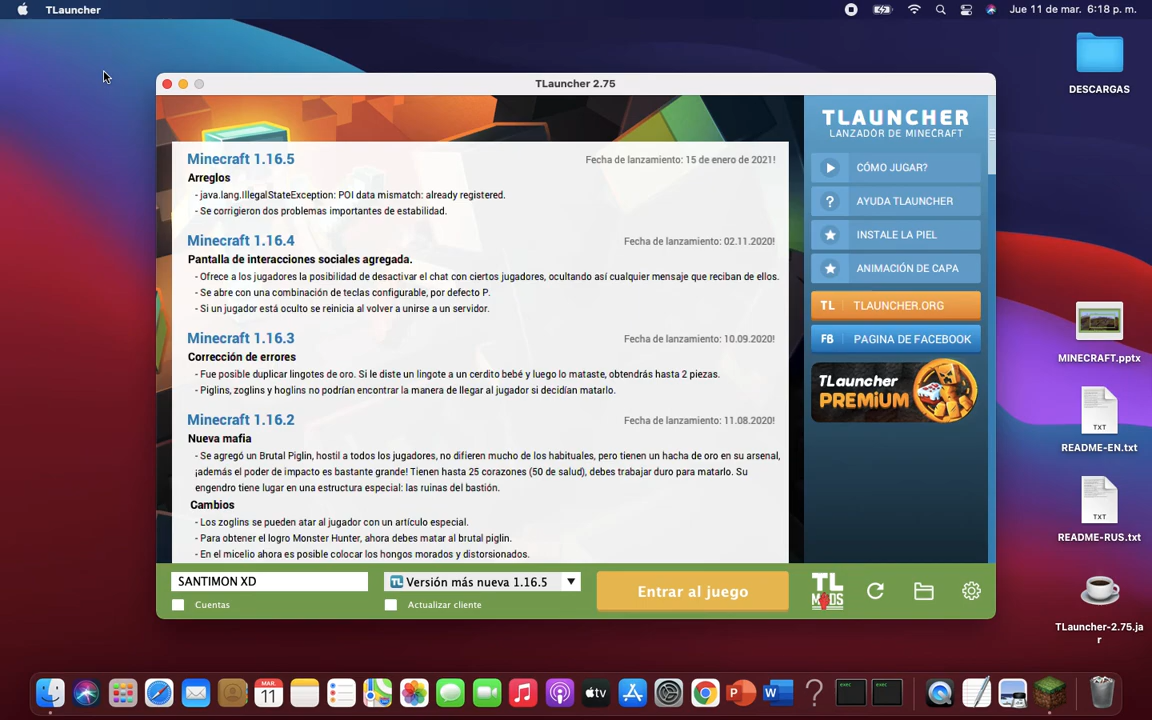 TLauncher
Jue 11 de mar. 6:18 p. m.
DESCARGAS
TLauncher 2.75
Minecraft 1.16.5
Fecha de lanzamiento: 15 de enero de 2021!
Arreglos
- java.lang.IllegalStateException: POI data mismatch: already registered.
- Se corrigieron dos problemas importantes de estabilidad.
Minecraft 1.16.4
Fecha de lanzamiento: 02.11.2020!
Pantalla de interacciones sociales agregada.
- Ofrece a los jugadores la posibilidad de desactivar el chat con ciertos jugadores, ocultando así cualquier mensaje que reciban de ellos.
- Se abre con una combinación de teclas configurable, por defecto P.
- Si un jugador está oculto se reinicia al volver a unirse a un servidor.
Minecraft 1.16.3
Fecha de lanzamiento: 10.09.2020!
Corrección de errores
- Fue posible duplicar lingotes de oro. Si le diste un lingote a un cerdito bebé y luego lo mataste, obtendrás hasta 2 piezas.
- Piglins, zoglins y hoglins no podrían encontrar la manera de llegar al jugador si decidían matarlo.
Minecraft 1.16.2
Fecha de lanzamiento: 11.08.2020!
Nueva mafia
- Se agregó un Brutal Piglin, hostil a todos los jugadores, no difieren mucho de los habituales, pero tienen un hacha de oro en su arsenal,
¡además el poder de impacto es bastante grande! Tienen hasta 25 corazones (50 de salud), debes trabajar duro para matarlo. Su
engendro tiene lugar en una estructura especial: las ruinas del bastión.
Cambios
- Los zoglins se pueden atar al jugador con un artículo especial.
- Para obtener el logro Monster Hunter, ahora debes matar al brutal piglin.
- En el micelio ahora es posible colocar los hongos morados y distorsionados.
TLAUNCHER
LANZADOR DE MINECRAFT
CÓMO JUGAR?
? AYUDA TLAUNCHER
INSTALE LA PIEL
ANIMACIÓN DE CAPA
TL TLAUNCHER.ORG
FB PAGINA DE FACEBOOK
TLauncher
PREMIUM
SANTIMON XD
TL Versión más nueva 1.16.5
Entrar al juego
TL
MODS
Cuentas
Actualizar cliente
MINECRAFT.pptx
TXT
README-EN.txt
TXT
README-RUS.txt
TLauncher-2.75.ja
r
MAR.
11
tv
P
W
?
EXEC
EXEC